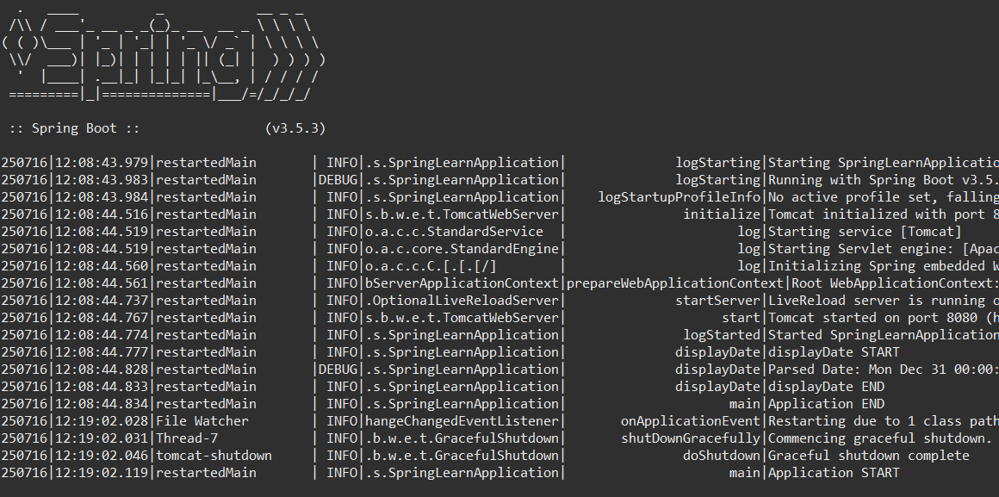 .   ____          _            __ _ _
 /\\ / ___'_ __ _ _(_)_ __  __ _ \ \ \ \
( ( )\___ | '_ | '_| | '_ \/ _` | \ \ \ \
 \\/  ___)| |_)| | | | | || (_| |  ) ) ) )
  '  |____| .__|_| |_|_| |_\__, | / / / /
 =========|_|==============|___/=/_/_/_/
 :: Spring Boot ::                (v3.5.3)
250716|12:08:43.979|restartedMain       | INFO|.s.SpringLearnApplication|              logStarting|Starting SpringLearnApplicatio
250716|12:08:43.983|restartedMain       |DEBUG|.s.SpringLearnApplication|              logStarting|Running with Spring Boot v3.5.
250716|12:08:43.984|restartedMain       | INFO|.s.SpringLearnApplication|    logStartupProfileInfo|No active profile set, falling
250716|12:08:44.516|restartedMain       | INFO|s.b.w.e.t.TomcatWebServer|               initialize|Tomcat initialized with port 8
250716|12:08:44.519|restartedMain       | INFO|o.a.c.c.StandardService  |                      log|Starting service [Tomcat]
250716|12:08:44.519|restartedMain       | INFO|o.a.c.core.StandardEngine|                      log|Starting Servlet engine: [Apac
250716|12:08:44.560|restartedMain       | INFO|o.a.c.c.C.[.[.[/]        |                      log|Initializing Spring embedded W
250716|12:08:44.561|restartedMain       | INFO|bServerApplicationContext|prepareWebApplicationContext|Root WebApplicationContext:
250716|12:08:44.737|restartedMain       | INFO|.OptionalLiveReloadServer|              startServer|LiveReload server is running o
250716|12:08:44.767|restartedMain       | INFO|s.b.w.e.t.TomcatWebServer|                    start|Tomcat started on port 8080 (h
250716|12:08:44.774|restartedMain       | INFO|.s.SpringLearnApplication|               logStarted|Started SpringLearnApplication
250716|12:08:44.777|restartedMain       | INFO|.s.SpringLearnApplication|              displayDate|displayDate START
250716|12:08:44.828|restartedMain       |DEBUG|.s.SpringLearnApplication|              displayDate|Parsed Date: Mon Dec 31 00:00:
250716|12:08:44.833|restartedMain       | INFO|.s.SpringLearnApplication|              displayDate|displayDate END
250716|12:08:44.834|restartedMain       | INFO|.s.SpringLearnApplication|                     main|Application END
250716|12:19:02.028|File Watcher        | INFO|hangeChangedEventListener|       onApplicationEvent|Restarting due to 1 class path
250716|12:19:02.031|Thread-7            | INFO|.b.w.e.t.GracefulShutdown|       shutDownGracefully|Commencing graceful shutdown.
250716|12:19:02.046|tomcat-shutdown     | INFO|.b.w.e.t.GracefulShutdown|               doShutdown|Graceful shutdown complete
250716|12:19:02.119|restartedMain       | INFO|.s.SpringLearnApplication|                     main|Application START